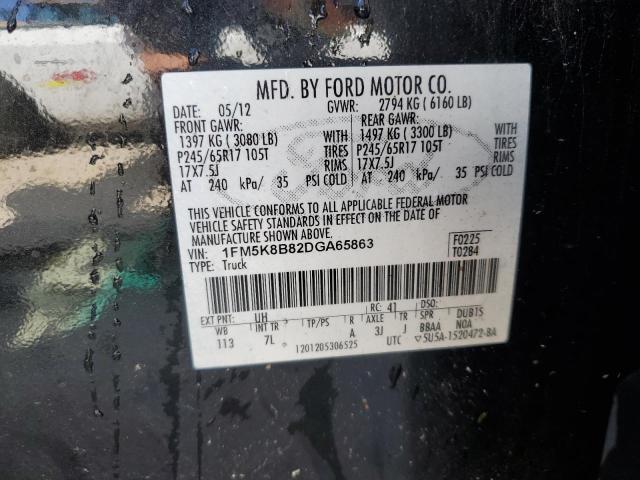 MFD. BY FORD MOTOR CO.
DATE: 05/12 GVWR: 2794 KG ( 6160 LB)
FRONT GAWR: REAR GAWR:
1397 KG ( 3080 LB) WITH 1497 KG ( 3300 LB) WITH
P245/65R17 105T TIRES P245/65R17 105T TIRES
17X7.5J RIMS 17X7.5J RIMS
AT 240 kPa/ 35 PSI COLD AT 240 kPa/ 35 PSI COLD
THIS VEHICLE CONFORMS TO ALL APPLICABLE FEDERAL MOTOR
VEHICLE SAFETY STANDARDS IN EFFECT ON THE DATE OF
MANUFACTURE SHOWN ABOVE.
VIN: 1FM5K8B82DGA65863 F0225
TYPE: Truck T0284
EXT PNT: UH RC: 41 DSO:
WB INT TR TP/PS R AXLE TR SPR DUBTS
113 7L A 3J J BBAA N0A
1201205306525 UTC ▽5U5A-1520472-BA
Ford